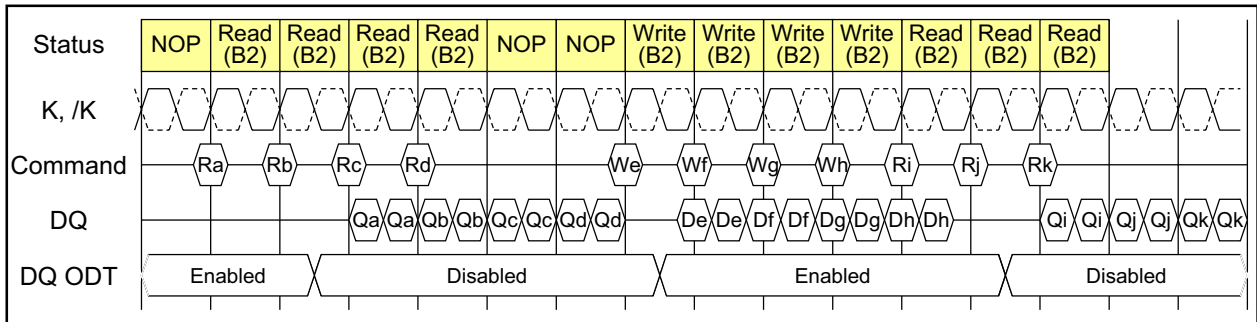 Status NOP Read (B2) Read (B2) Read (B2) Read (B2) NOP NOP Write (B2) Write (B2) Write (B2) Write (B2) Read (B2) Read (B2) Read (B2)
K, /K
Command Ra Rb Rc Rd We Wf Wg Wh Ri Rj Rk
DQ Qa Qa Qb Qb Qc Qc Qd Qd De De Df Df Dg Dg Dh Dh Qi Qi Qj Qj Qk Qk
DQ ODT Enabled Disabled Enabled Disabled